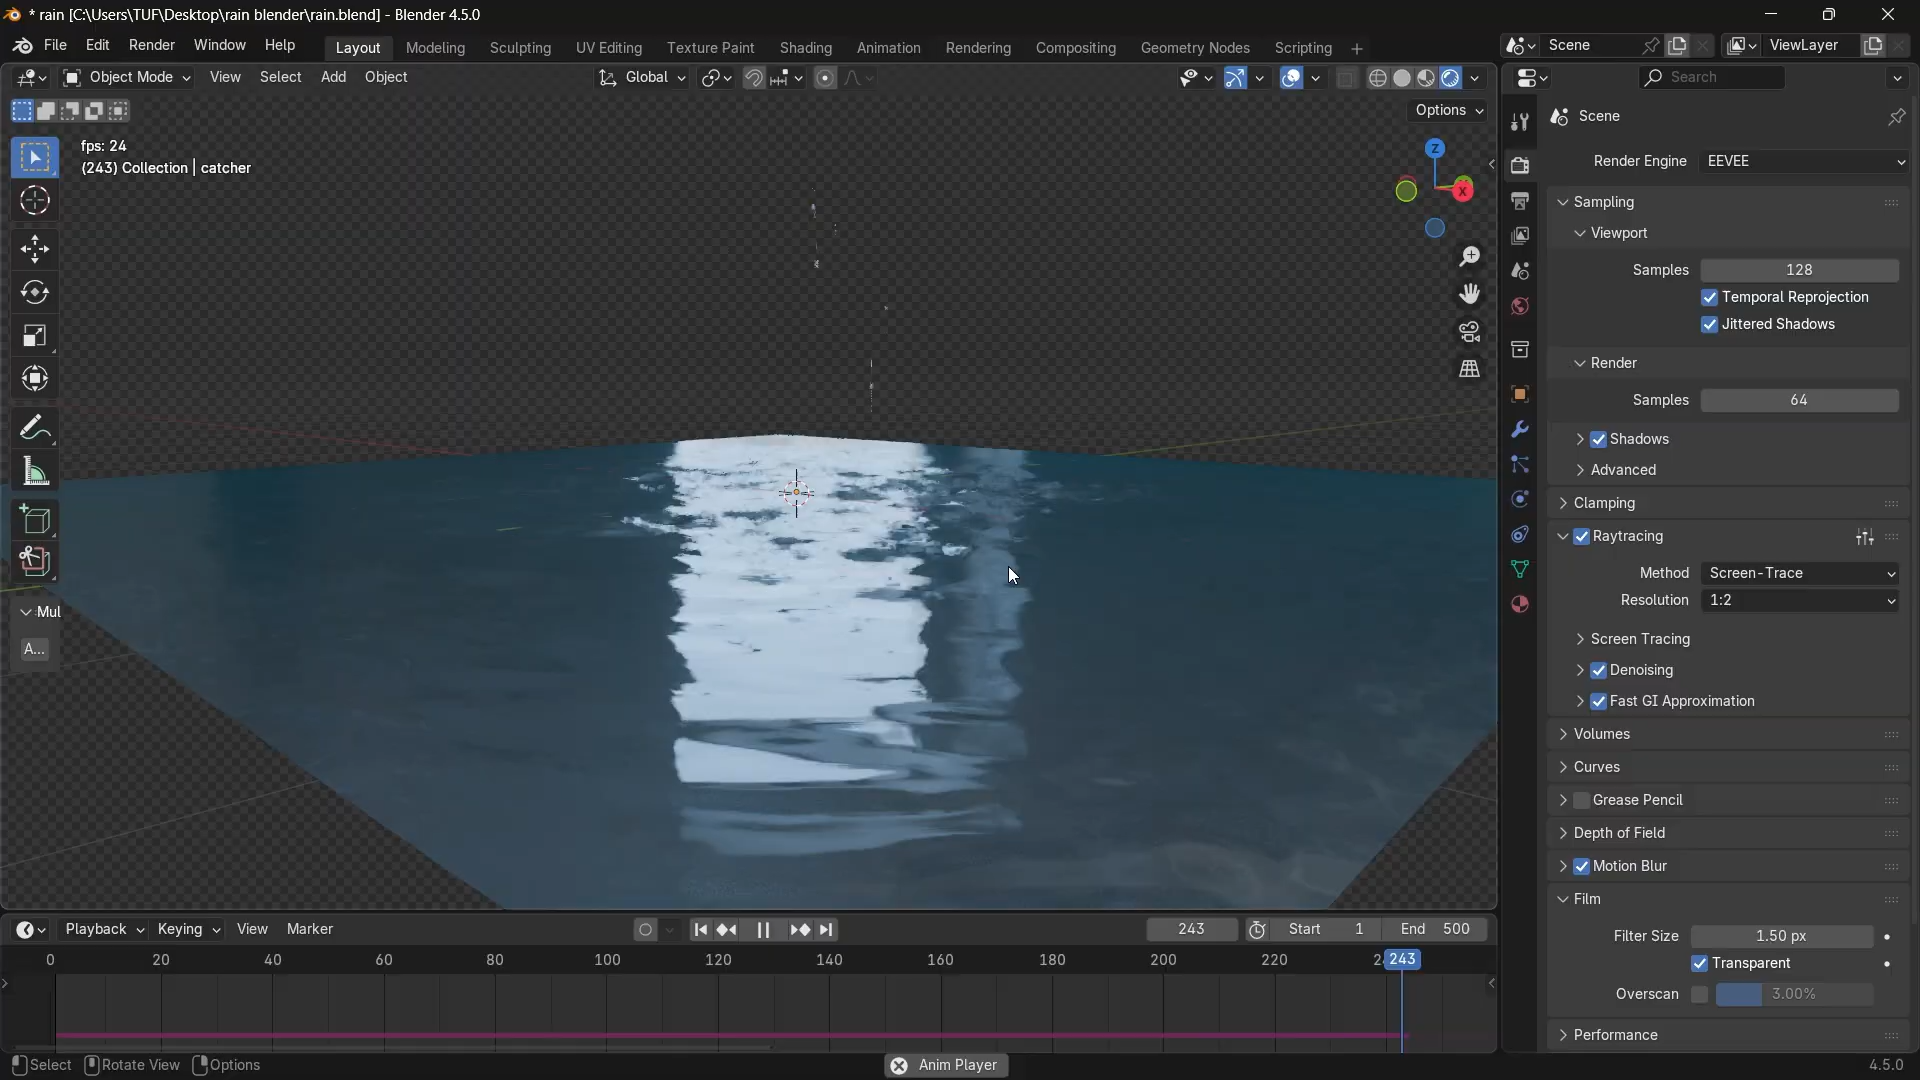 * rain [C:\Users\TUF\Desktop\rain blender\rain.blend] - Blender 4.5.0
File Edit Render Window Help Layout Modeling Sculpting UV Editing Texture Paint Shading Animation Rendering Compositing Geometry Nodes Scripting + Scene ViewLayer
Object Mode View Select Add Object Global Search
Options
Scene
fps: 24
(243) Collection | catcher
Z
X
Render Engine EEVEE
Sampling
Viewport
Samples 128
Temporal Reprojection
Jittered Shadows
Render
Samples 64
Shadows
Advanced
Clamping
Raytracing
Method Screen-Trace
Resolution 1:2
Mul
Screen Tracing
A...
Denoising
Fast GI Approximation
Volumes
Curves
Grease Pencil
Depth of Field
Motion Blur
Film
Playback Keying View Marker 243 Start 1 End 500
Filter Size 1.50 px
0 20 40 60 80 100 120 140 160 180 200 220 243
Transparent
Overscan 3.00%
Performance
Select Rotate View Options Anim Player 4.5.0